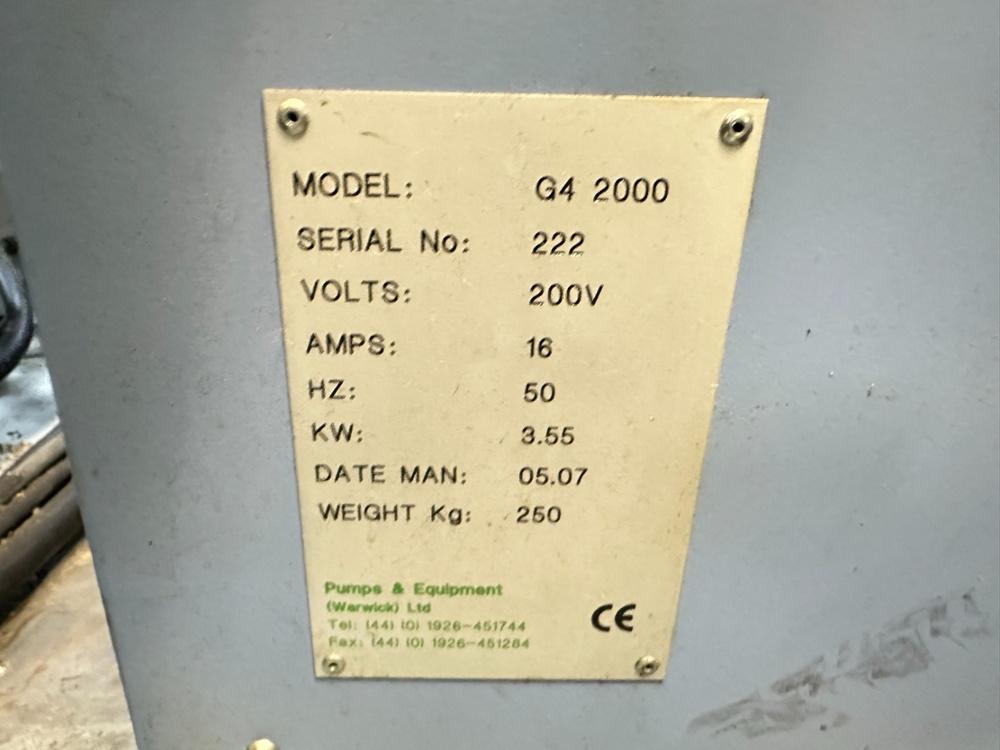 MODEL: G4 2000
SERIAL No: 222
VOLTS: 200V
AMPS: 16
HZ: 50
KW: 3.55
DATE MAN: 05.07
WEIGHT Kg: 250
Pumps & Equipment
(Warwick) Ltd
Tel: (44) (0) 1926-451744
Fax: (44) (0) 1926-451284
CE